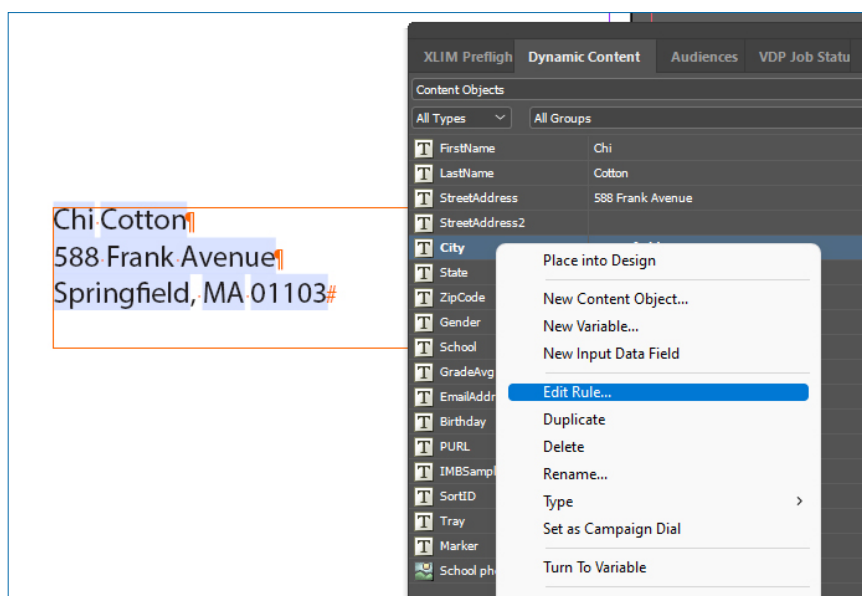 Chi Cotton¶
588 Frank Avenue¶
Springfield, MA 01103#
XLIM Prefligh
Dynamic Content
Audiences
VDP Job Statu
Content Objects
All Types
All Groups
FirstName Chi
LastName Cotton
StreetAddress 588 Frank Avenue
StreetAddress2
City
State
ZipCode
Gender
School
GradeAvg
EmailAddr
Birthday
PURL
IMBSampl
SortID
Tray
Marker
School ph
Place into Design
New Content Object...
New Variable...
New Input Data Field
Edit Rule...
Duplicate
Delete
Rename...
Type
Set as Campaign Dial
Turn To Variable